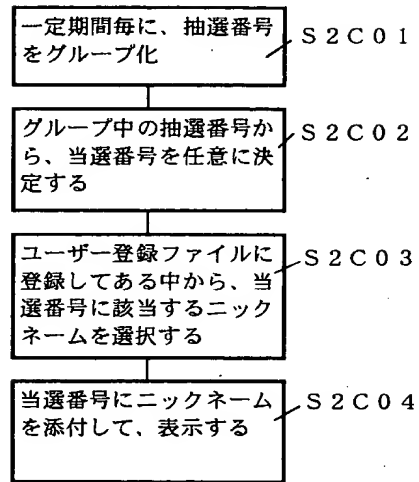 一定期間毎に、抽選番号
をグループ化
S2C01
グループ中の抽選番号か
ら、当選番号を任意に決
定する
S2C02
ユーザー登録ファイルに
登録してある中から、当
選番号に該当するニック
ネームを選択する
S2C03
当選番号にニックネーム
を添付して、表示する
S2C04